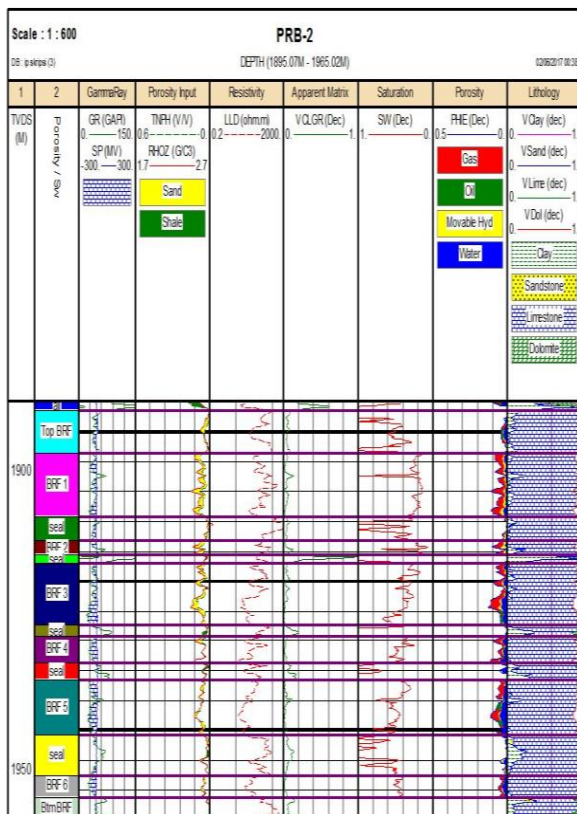 Scale : 1 : 600
PRB-2
DB: ipskrips (3)
DEPTH (1895.07M - 1965.02M)
1 2 GammaRay Porosity Input Resistivity Apparent Matrix Saturation Porosity Lithology
TVDS
(M)
Porosity / Sw
GR (GAPI)
0. 150.
SP (MV)
-300. 300.
TNPH (V/V)
0.6 0.
RHOZ (G/C3)
1.7 2.7
Sand
Shale
LLD (ohm.m)
0.2 2000.
VCLGR (Dec)
0. 1.
SW (Dec)
1. 0.
PHIE (Dec)
0.5 0.
Gas
Oil
Movable Hyd
Water
VClay (dec)
0. 1.
VSand (dec)
0. 1.
VLime (dec)
0. 1.
VDol (dec)
0. 1.
Clay
Sandstone
Limestone
Dolomite
Top BRF
1900
BRF 1
seal
BRF 2
seal
BRF 3
seal
BRF 4
seal
BRF 5
seal
1950
BRF 6
Btm BRF